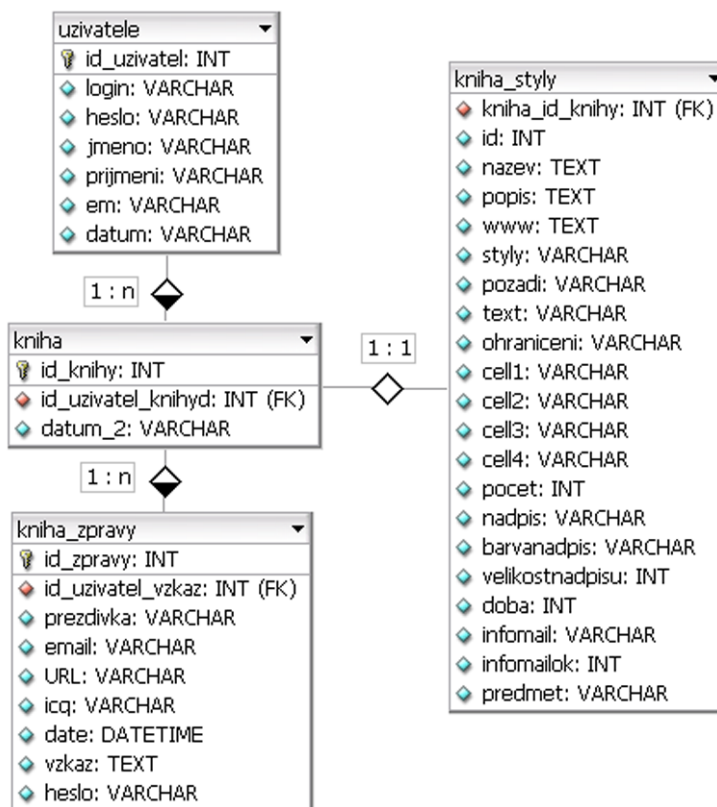 uzivatele
id_uzivatel: INT
login: VARCHAR
heslo: VARCHAR
jmeno: VARCHAR
prijmeni: VARCHAR
em: VARCHAR
datum: VARCHAR
1 : n
kniha
id_knihy: INT
id_uzivatel_knihyd: INT (FK)
datum_2: VARCHAR
1 : n
kniha_zpravy
id_zpravy: INT
id_uzivatel_vzkaz: INT (FK)
prezdivka: VARCHAR
email: VARCHAR
URL: VARCHAR
icq: VARCHAR
date: DATETIME
vzkaz: TEXT
heslo: VARCHAR
1 : 1
kniha_styly
kniha_id_knihy: INT (FK)
id: INT
nazev: TEXT
popis: TEXT
www: TEXT
styly: VARCHAR
pozadi: VARCHAR
text: VARCHAR
ohraniceni: VARCHAR
cell1: VARCHAR
cell2: VARCHAR
cell3: VARCHAR
cell4: VARCHAR
pocet: INT
nadpis: VARCHAR
barvanadpis: VARCHAR
velikostnadpisu: INT
doba: INT
infomail: VARCHAR
infomailok: INT
predmet: VARCHAR